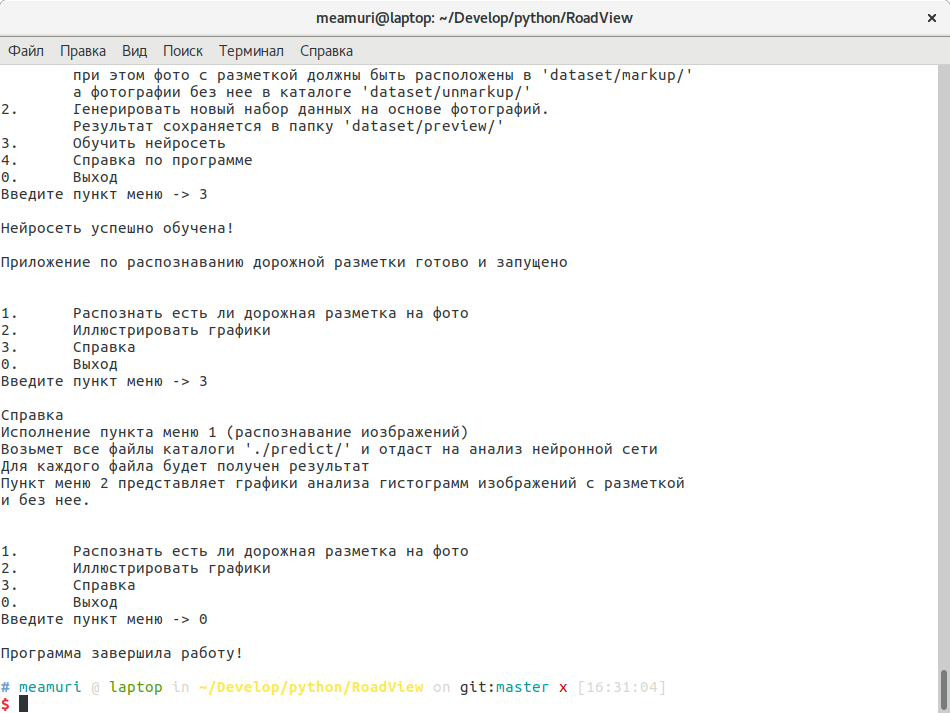 meamuri@laptop: ~/Develop/python/RoadView
Файл Правка Вид Поиск Терминал Справка
при этом фото с разметкой должны быть расположены в 'dataset/markup/'
а фотографии без нее в каталоге 'dataset/unmarkup/'
2. Генерировать новый набор данных на основе фотографий.
Результат сохраняется в папку 'dataset/preview/'
3. Обучить нейросеть
4. Справка по программе
0. Выход
Введите пункт меню -> 3
Нейросеть успешно обучена!
Приложение по распознаванию дорожной разметки готово и запущено
1. Распознать есть ли дорожная разметка на фото
2. Иллюстрировать графики
3. Справка
0. Выход
Введите пункт меню -> 3
Справка
Исполнение пункта меню 1 (распознавание иозбражений)
Возьмет все файлы каталоги './predict/' и отдаст на анализ нейронной сети
Для каждого файла будет получен результат
Пункт меню 2 представляет графики анализа гистограмм изображений с разметкой
и без нее.
1. Распознать есть ли дорожная разметка на фото
2. Иллюстрировать графики
3. Справка
0. Выход
Введите пункт меню -> 0
Программа завершила работу!
# meamuri @ laptop in ~/Develop/python/RoadView on git:master x [16:31:04]
$